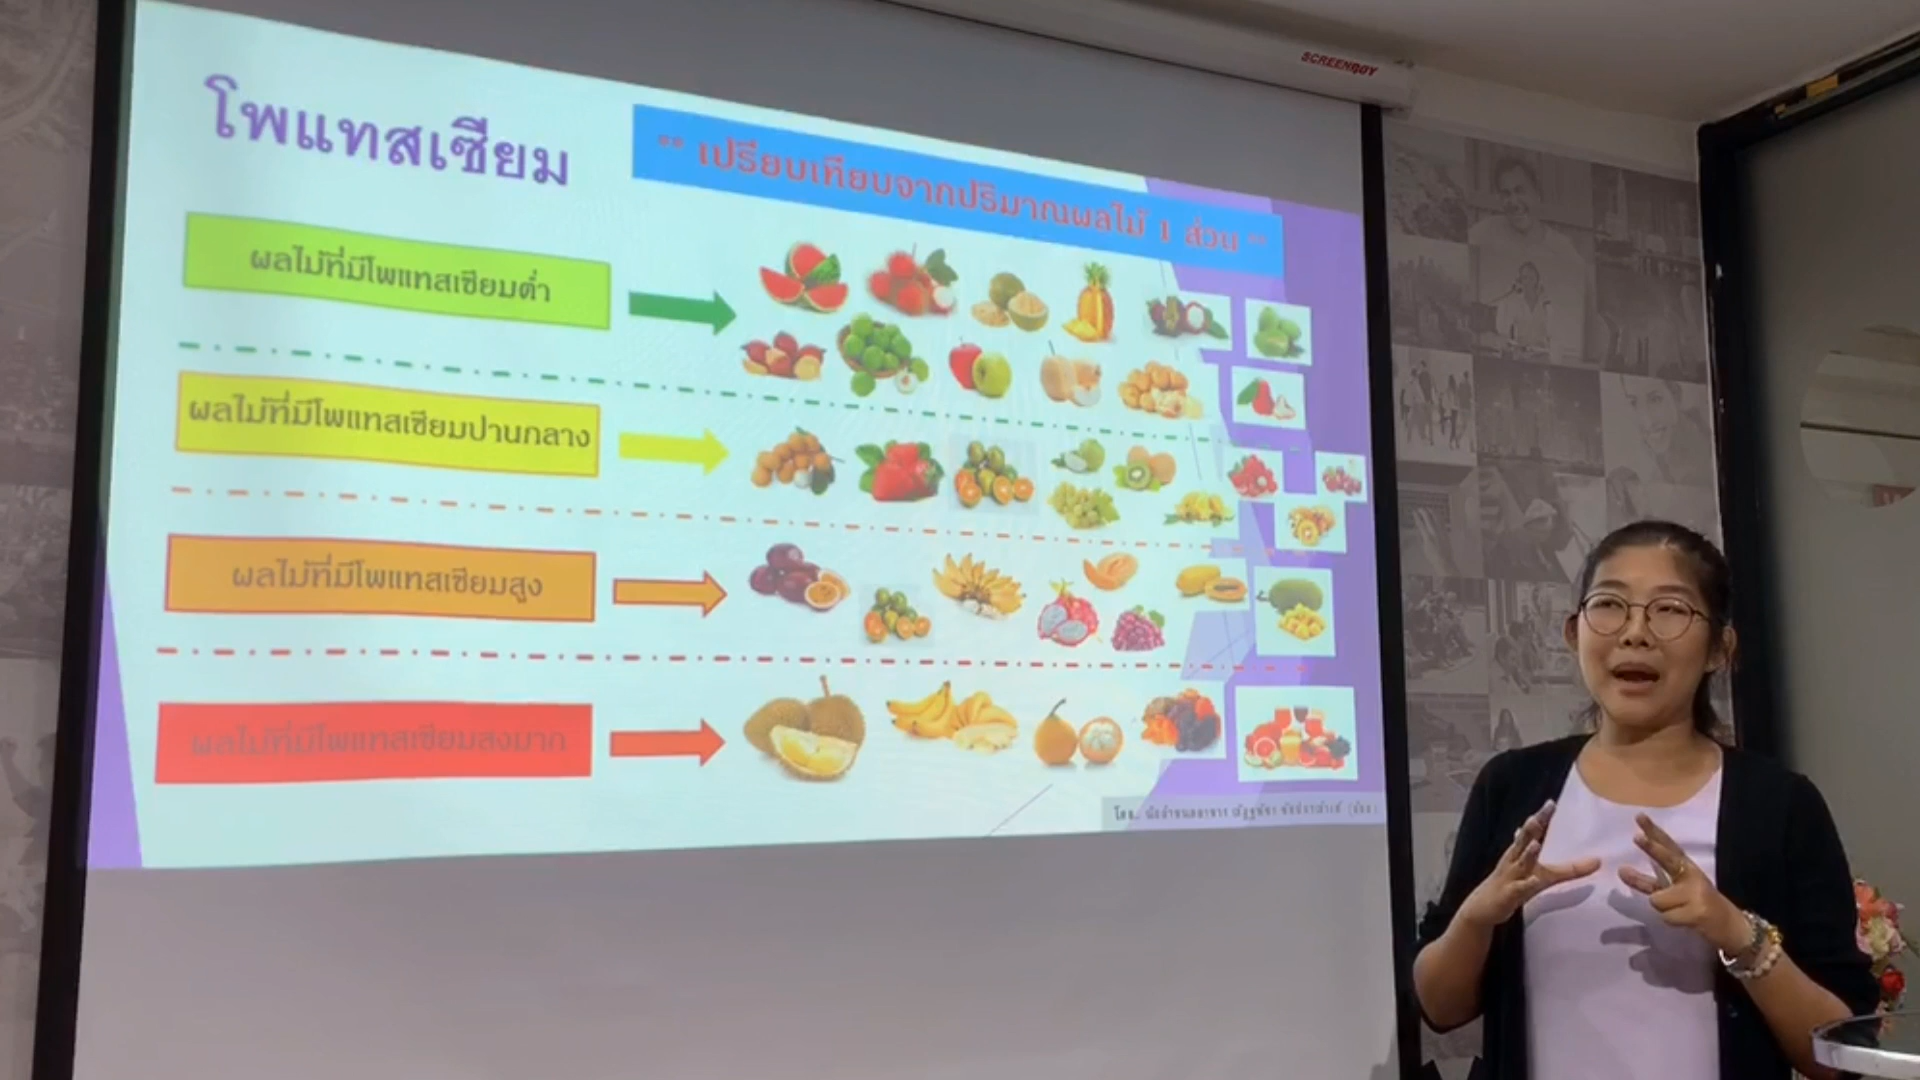 SCREENBOY
โพแทสเซียม
** เปรียบเทียบจากปริมาณผลไม้ 1 ส่วน **
ผลไม้ที่มีโพแทสเซียมต่ำ
ผลไม้ที่มีโพแทสเซียมปานกลาง
ผลไม้ที่มีโพแทสเซียมสูง
ผลไม้ที่มีโพแทสเซียมสูงมาก
โดย..